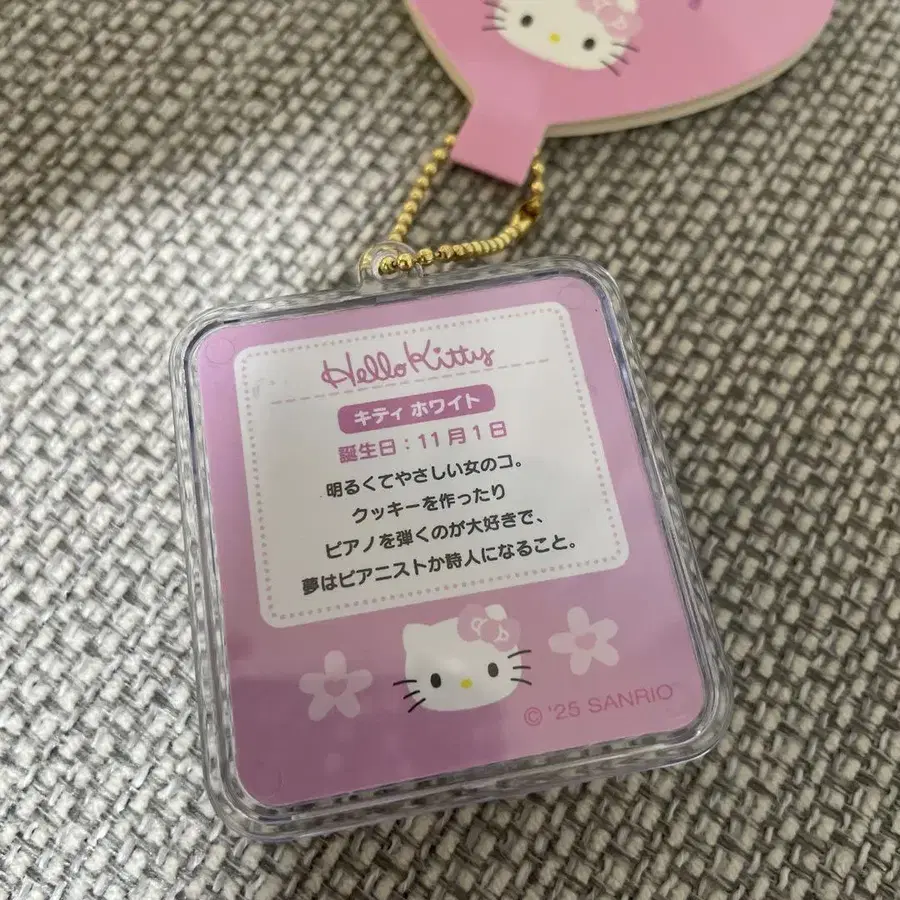 Hello Kitty
キティ ホワイト
誕生日：11月1日
明るくてやさしい女のコ。
クッキーを作ったり
ピアノを弾くのが大好きで、
夢はピアニストか詩人になること。
© '25 SANRIO